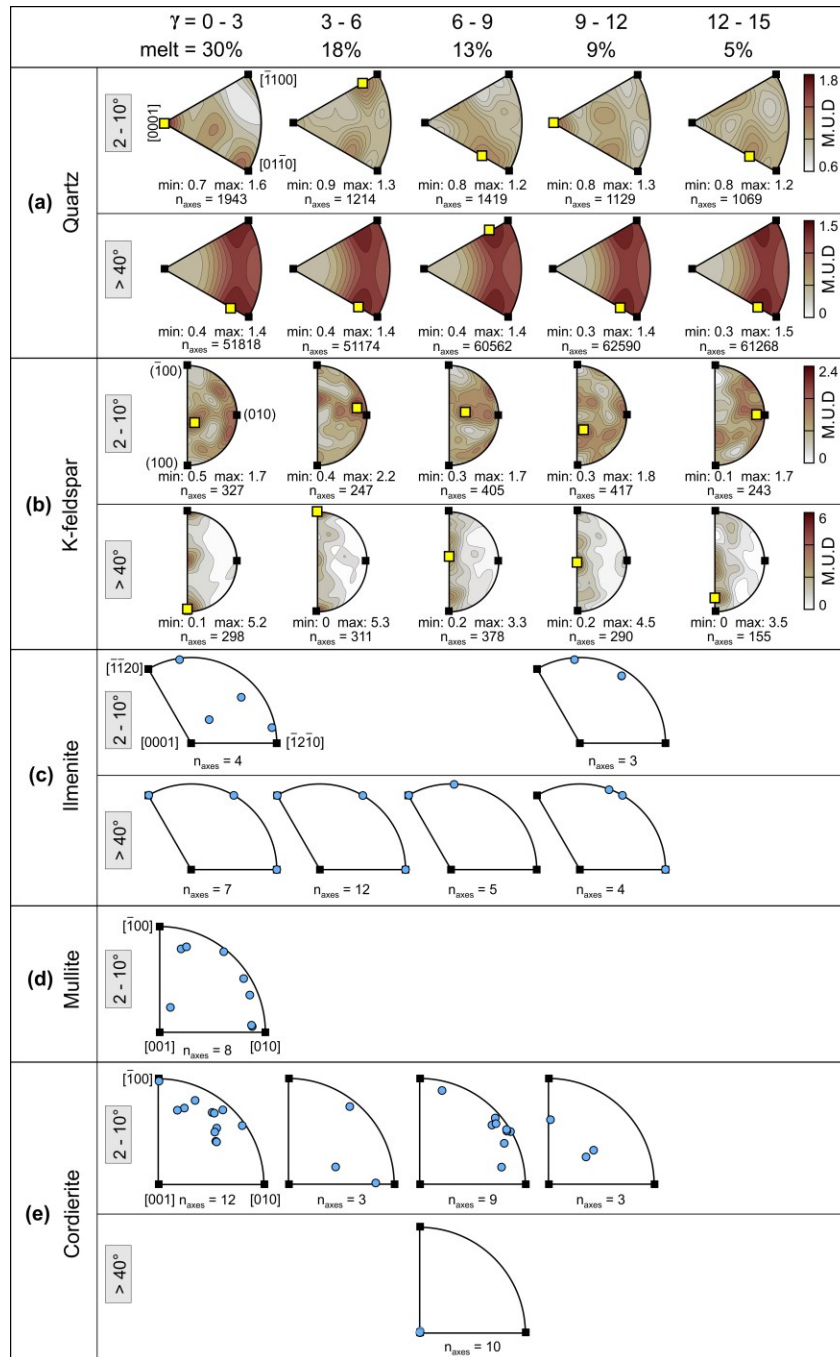 γ = 0 - 3 3 - 6 6 - 9 9 - 12 12 - 15
melt = 30% 18% 13% 9% 5%
(a)
Quartz
2 - 10°
[0001]
[1̅100]
[011̅0]
min: 0.7 max: 1.6
n_axes = 1943
min: 0.9 max: 1.3
n_axes = 1214
min: 0.8 max: 1.2
n_axes = 1419
min: 0.8 max: 1.3
n_axes = 1129
min: 0.8 max: 1.2
n_axes = 1069
1.8
M.U.D
0.6
> 40°
min: 0.4 max: 1.4
n_axes = 51818
min: 0.4 max: 1.4
n_axes = 51174
min: 0.4 max: 1.4
n_axes = 60562
min: 0.3 max: 1.4
n_axes = 62590
min: 0.3 max: 1.5
n_axes = 61268
1.5
M.U.D
0
(b)
K-feldspar
2 - 10°
(1̅00)
(010)
(100)
min: 0.5 max: 1.7
n_axes = 327
min: 0.4 max: 2.2
n_axes = 247
min: 0.3 max: 1.7
n_axes = 405
min: 0.3 max: 1.8
n_axes = 417
min: 0.1 max: 1.7
n_axes = 243
2.4
M.U.D
0
> 40°
min: 0.1 max: 5.2
n_axes = 298
min: 0 max: 5.3
n_axes = 311
min: 0.2 max: 3.3
n_axes = 378
min: 0.2 max: 4.5
n_axes = 290
min: 0 max: 3.5
n_axes = 155
6
M.U.D
0
(c)
Ilmenite
2 - 10°
[1̅1̅20]
[0001]
[1̅21̅0]
n_axes = 4
n_axes = 3
> 40°
n_axes = 7
n_axes = 12
n_axes = 5
n_axes = 4
(d)
Mullite
2 - 10°
[1̅00]
[001] n_axes = 8 [010]
(e)
Cordierite
2 - 10°
[1̅00]
[001] n_axes = 12 [010]
n_axes = 3
n_axes = 9
n_axes = 3
> 40°
n_axes = 10